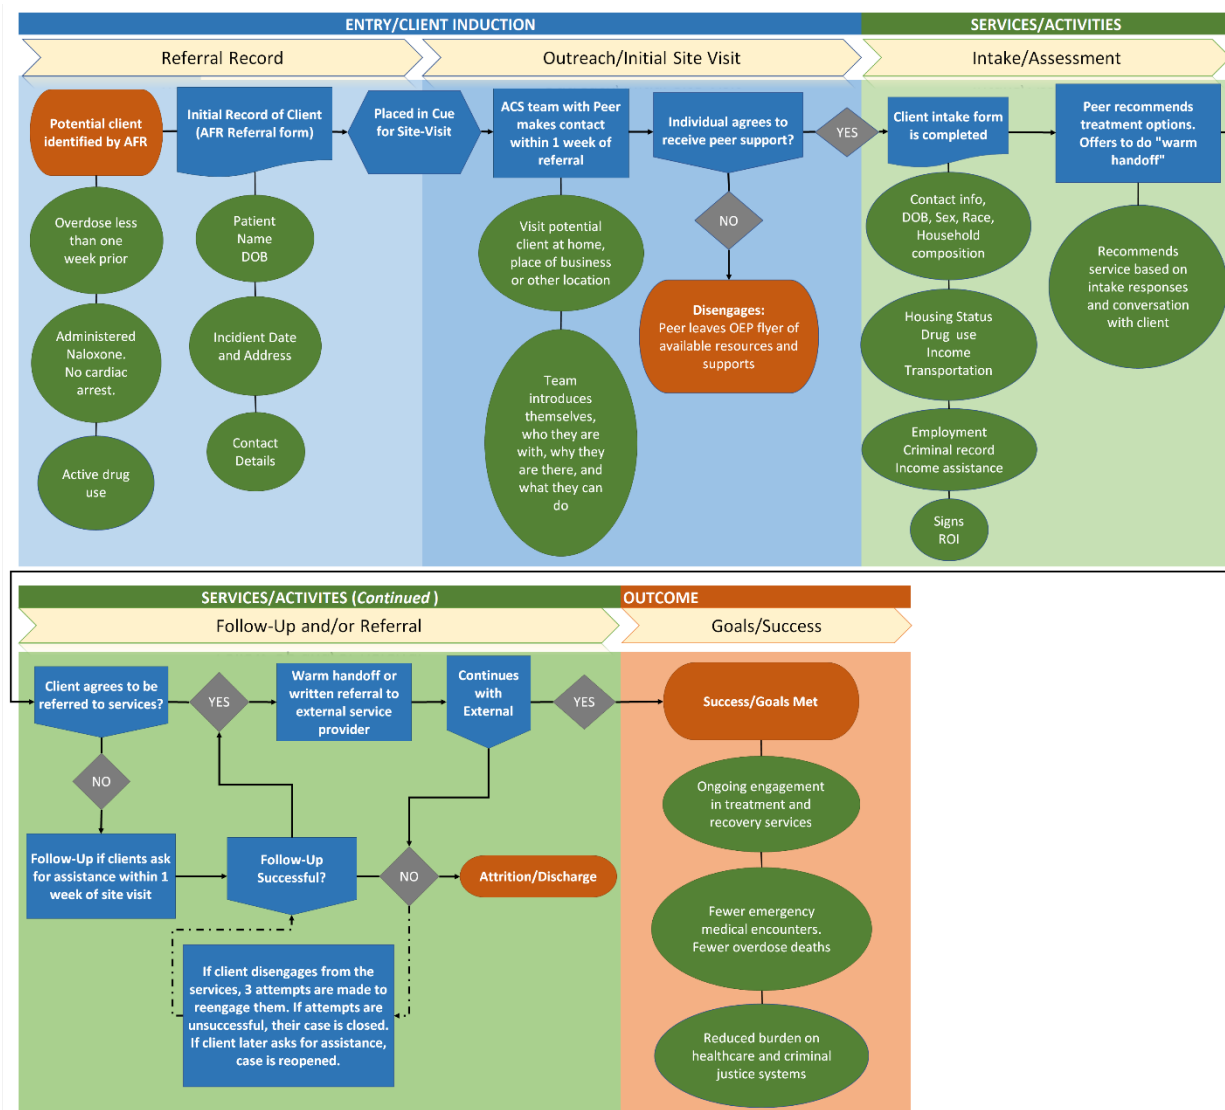 ENTRY/CLIENT INDUCTION
SERVICES/ACTIVITIES
Referral Record
Outreach/Initial Site Visit
Intake/Assessment
Potential client
identified by AFR
Initial Record of Client
(AFR Referral form)
Placed in Cue
for Site-Visit
ACS team with Peer
makes contact
within 1 week of
referral
Individual agrees to
receive peer support?
YES
Client intake form
is completed
Peer recommends
treatment options.
Offers to do "warm
handoff"
Overdose less
than one
week prior
Administered
Naloxone.
No cardiac
arrest.
Active drug
use
Patient
Name
DOB
Incident Date
and Address
Contact
Details
Visit potential
client at home,
place of business
or other location
Team
introduces
themselves,
who they are
with, why they
are there, and
what they can
do
NO
Disengages:
Peer leaves OEP flyer of
available resources and
supports
Contact info,
DOB, Sex, Race,
Household
composition
Housing Status
Drug use
Income
Transportation
Employment
Criminal record
Income assistance
Signs
ROI
Recommends
service based on
intake responses
and conversation
with client
SERVICES/ACTIVITES (Continued )
OUTCOME
Follow-Up and/or Referral
Goals/Success
Client agrees to be
referred to services?
YES
Warm handoff or
written referral to
external service
provider
Continues
with
External
YES
Success/Goals Met
NO
Follow-Up if clients ask
for assistance within 1
week of site visit
Follow-Up
Successful?
NO
Attrition/Discharge
If client disengages from the
services, 3 attempts are made to
reengage them. If attempts are
unsuccessful, their case is closed.
If client later asks for assistance,
case is reopened.
Ongoing engagement
in treatment and
recovery services
Fewer emergency
medical encounters.
Fewer overdose deaths
Reduced burden on
healthcare and criminal
justice systems